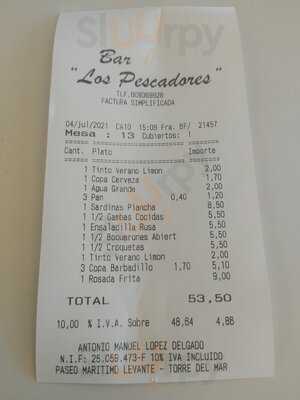 Slurrpy
Bar
"Los Pescadores"
TLF.609069926
FACTURA SIMPLIFICADA
04/jul/2021 CA10 15:09 Fra. BF/ 21457
Mesa : 13 Cubiertos: 1
Cant. Plato Importe
1 Tinto Verano Limon 2,00
1 Copa Cerveza 1,70
1 Agua Grande 2,00
3 Pan 0,40 1,20
1 Sardinas Plancha 8,50
1 1/2 Gambas Cocidas 5,50
1 Ensaladilla Rusa 5,50
1 1/2 Boquerones Abiert 5,50
1 1/2 Croquetas 5,50
1 Tinto Verano Limon 2,00
3 Copa Barbadillo 1,70 5,10
1 Rosada Frita 9,00
TOTAL 53,50
10,00 % I.V.A. Sobre 48,64 4,86
ANTONIO MANUEL LOPEZ DELGADO
N.I.F: 25.059.473-F 10% IVA INCLUIDO
PASEO MARITIMO LEVANTE - TORRE DEL MAR